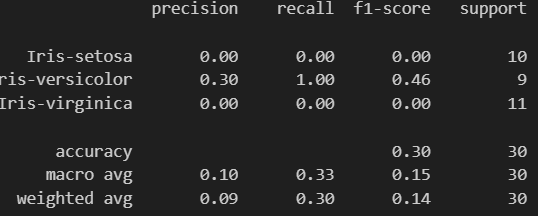 precision recall f1-score support
Iris-setosa 0.00 0.00 0.00 10
ris-versicolor 0.30 1.00 0.46 9
Iris-virginica 0.00 0.00 0.00 11
accuracy 0.30 30
macro avg 0.10 0.33 0.15 30
weighted avg 0.09 0.30 0.14 30